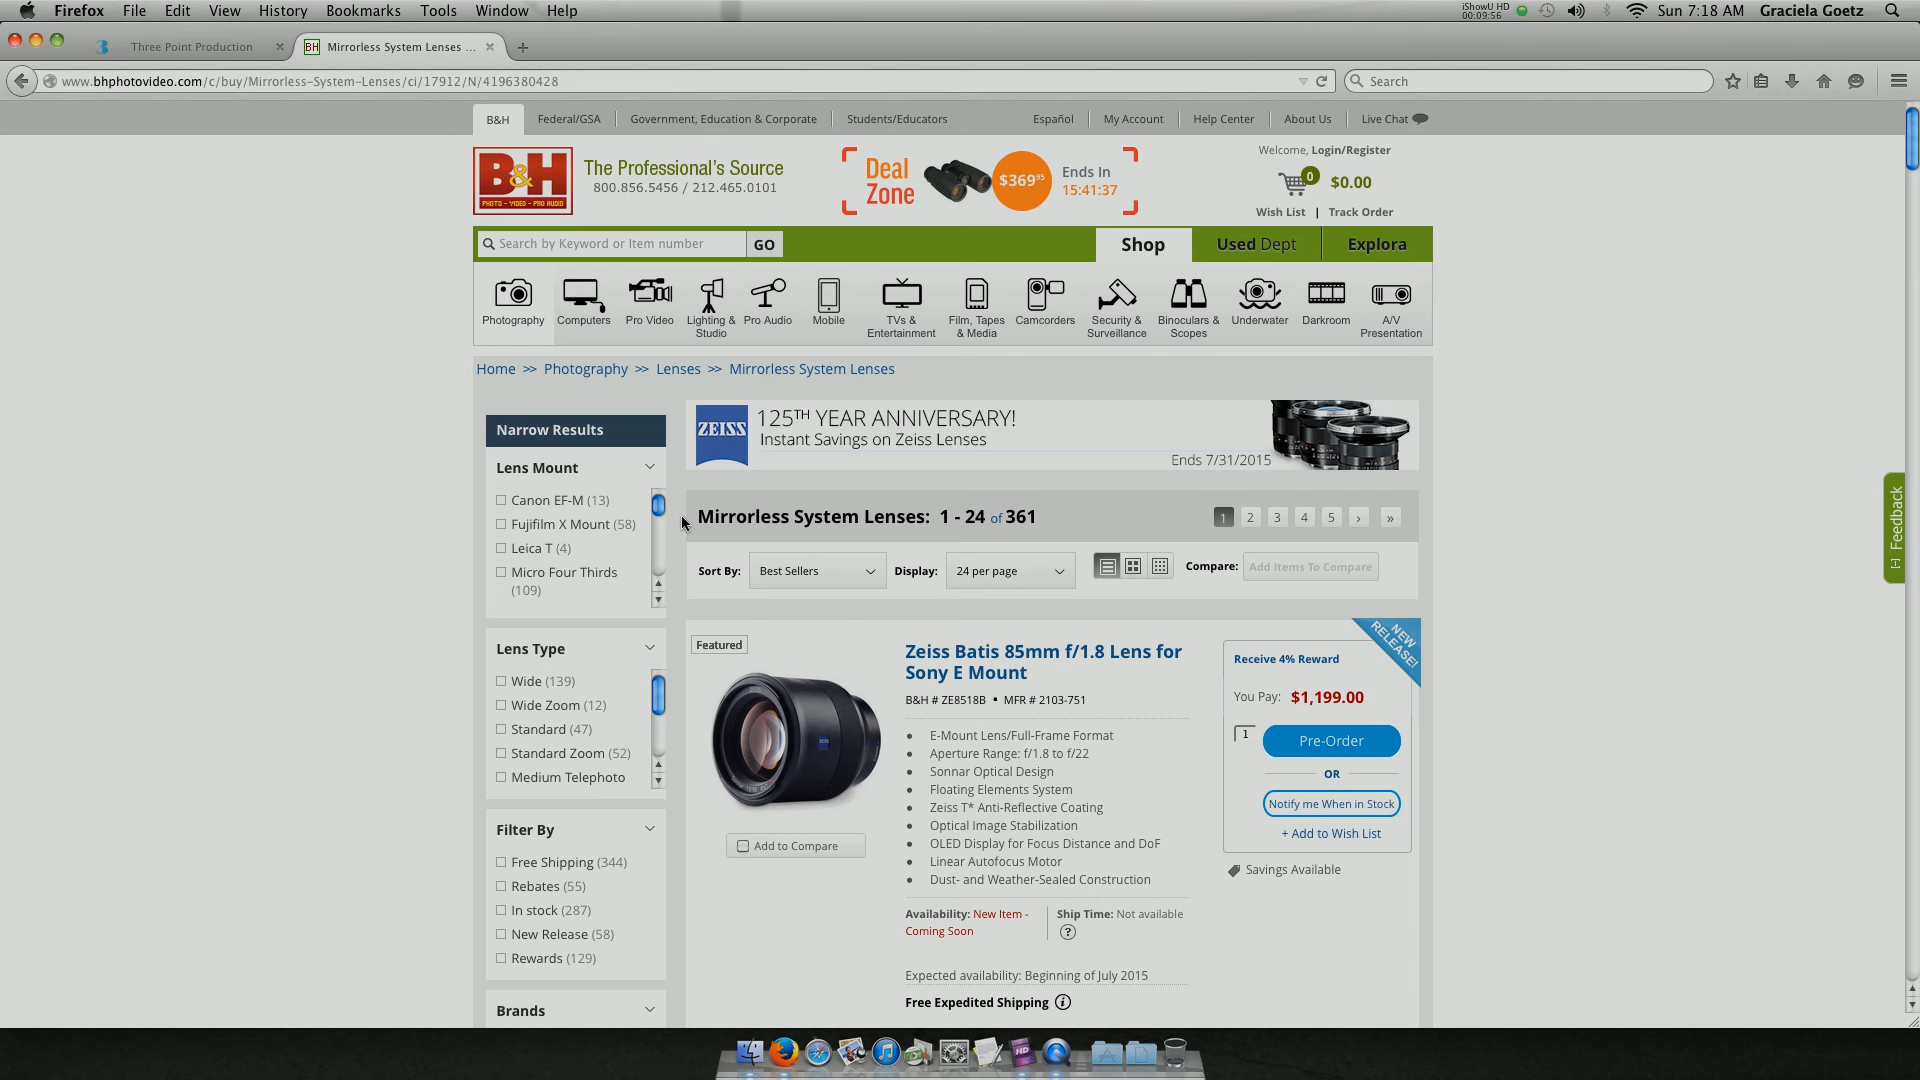 Firefox File Edit View History Bookmarks Tools Window Help
iShowU HD
00:09:56
Sun 7:18 AM Graciela Goetz
Three Point Production
BH Mirrorless System Lenses ...
www.bhphotovideo.com/c/buy/Mirrorless-System-Lenses/ci/17912/N/4196380428
Search
B&H Federal/GSA Government, Education & Corporate Students/Educators Español My Account Help Center About Us Live Chat
B&H
PHOTO - VIDEO - PRO AUDIO
The Professional's Source
800.856.5456 / 212.465.0101
Deal
Zone
$369.95
Ends In
15:41:37
Welcome, Login/Register
0 $0.00
Wish List | Track Order
Search by Keyword or Item number GO
Shop Used Dept Explora
Photography
Computers
Pro Video
Lighting &
Studio
Pro Audio
Mobile
TVs &
Entertainment
Film, Tapes
& Media
Camcorders
Security &
Surveillance
Binoculars &
Scopes
Underwater
Darkroom
A/V
Presentation
Home >> Photography >> Lenses >> Mirrorless System Lenses
Narrow Results
Lens Mount
Canon EF-M (13)
Fujifilm X Mount (58)
Leica T (4)
Micro Four Thirds
(109)
Lens Type
Wide (139)
Wide Zoom (12)
Standard (47)
Standard Zoom (52)
Medium Telephoto
Filter By
Free Shipping (344)
Rebates (55)
In stock (287)
New Release (58)
Rewards (129)
Brands
ZEISS
125TH YEAR ANNIVERSARY!
Instant Savings on Zeiss Lenses
Ends 7/31/2015
Mirrorless System Lenses: 1 - 24 of 361
1 2 3 4 5 › »
Sort By: Best Sellers Display: 24 per page Compare: Add Items To Compare
Featured
Add to Compare
Zeiss Batis 85mm f/1.8 Lens for
Sony E Mount
B&H # ZE8518B ▪ MFR # 2103-751
• E-Mount Lens/Full-Frame Format
• Aperture Range: f/1.8 to f/22
• Sonnar Optical Design
• Floating Elements System
• Zeiss T* Anti-Reflective Coating
• Optical Image Stabilization
• OLED Display for Focus Distance and DoF
• Linear Autofocus Motor
• Dust- and Weather-Sealed Construction
Availability: New Item -
Coming Soon
Ship Time: Not available
?
Expected availability: Beginning of July 2015
Free Expedited Shipping i
NEW
RELEASE!
Receive 4% Reward
You Pay: $1,199.00
1 Pre-Order
OR
Notify me When in Stock
+ Add to Wish List
Savings Available
[-] Feedback
HD